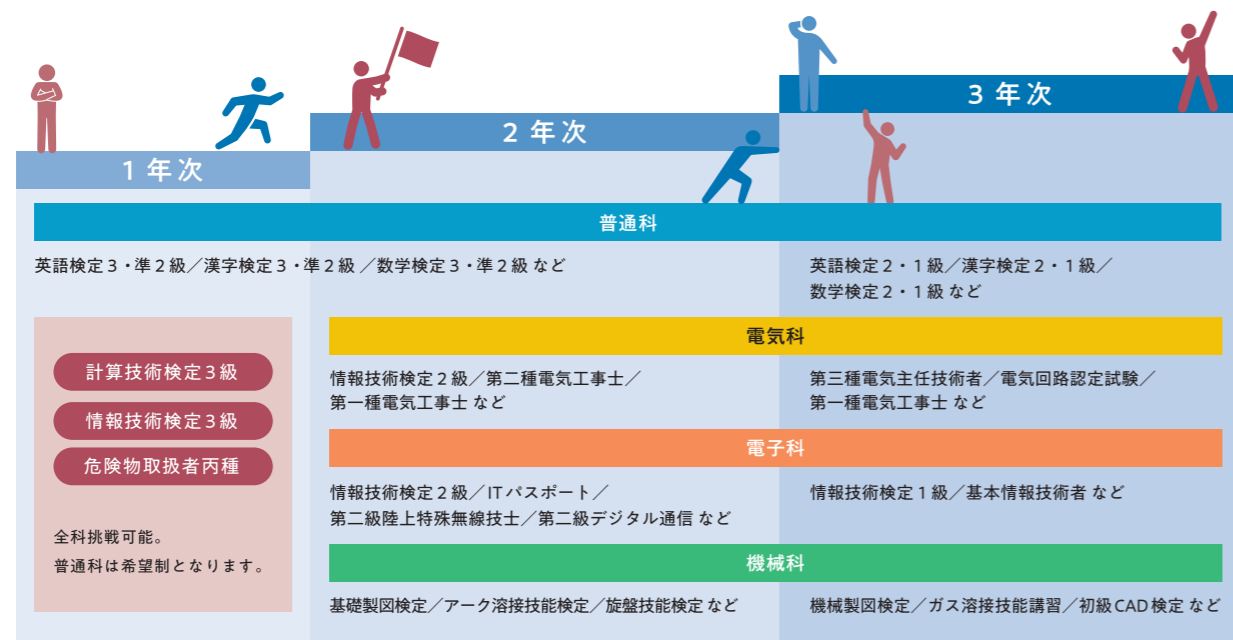 1 年次
2 年次
3 年次
普通科
英語検定3・準2級／漢字検定3・準2級 ／数学検定3・準2級 など
英語検定2・1級／漢字検定2・1級／
数学検定2・1級 など
計算技術検定3級
情報技術検定3級
危険物取扱者丙種
全科挑戦可能。
普通科は希望制となります。
電気科
情報技術検定2級／第二種電気工事士／
第一種電気工事士 など
第三種電気主任技術者／電気回路認定試験／
第一種電気工事士 など
電子科
情報技術検定2級／ITパスポート／
第二級陸上特殊無線技士／第二級デジタル通信 など
情報技術検定1級／基本情報技術者 など
機械科
基礎製図検定／アーク溶接技能検定／旋盤技能検定 など
機械製図検定／ガス溶接技能講習／初級CAD検定 など